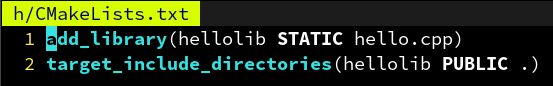 h/CMakeLists.txt
1 add_library(hellolib STATIC hello.cpp)
2 target_include_directories(hellolib PUBLIC .)